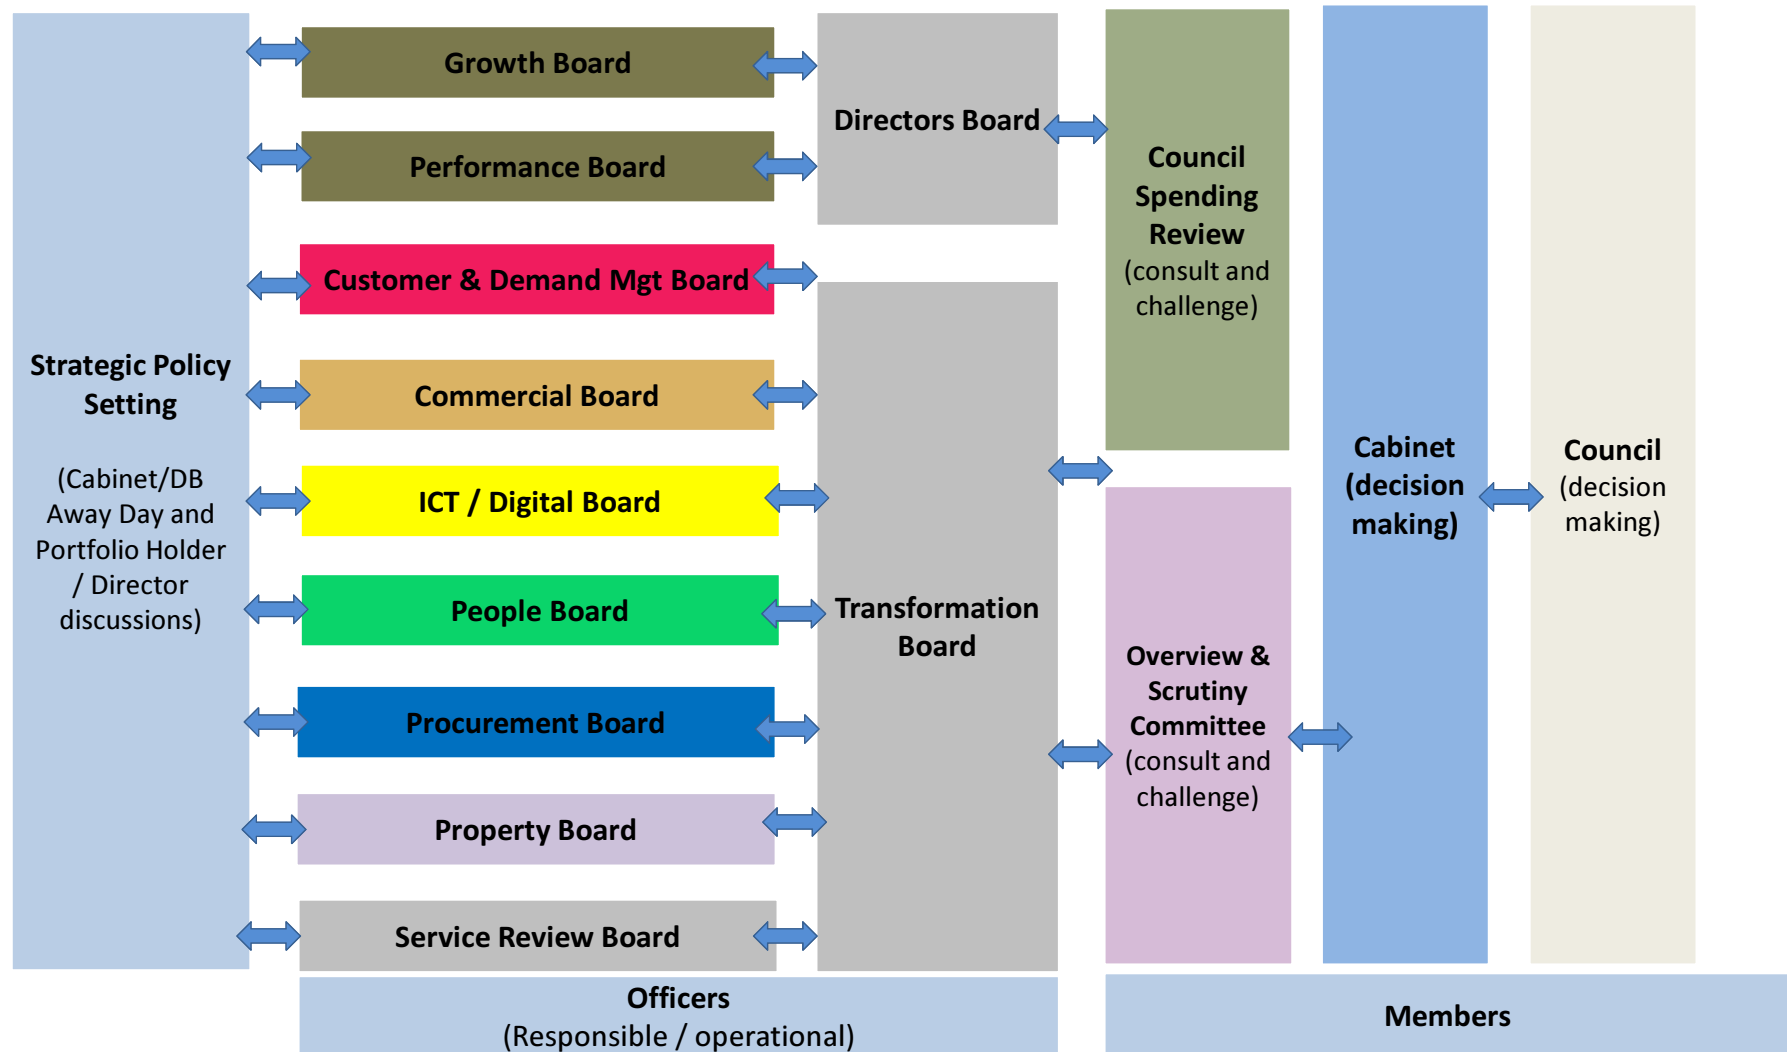 Strategic Policy
Setting
(Cabinet/DB
Away Day and
Portfolio Holder
/ Director
discussions)
Growth Board
Performance Board
Customer & Demand Mgt Board
Commercial Board
ICT / Digital Board
People Board
Procurement Board
Property Board
Service Review Board
Directors Board
Transformation
Board
Officers
(Responsible / operational)
Council
Spending
Review
(consult and
challenge)
Overview &
Scrutiny
Committee
(consult and
challenge)
Cabinet
(decision
making)
Council
(decision
making)
Members